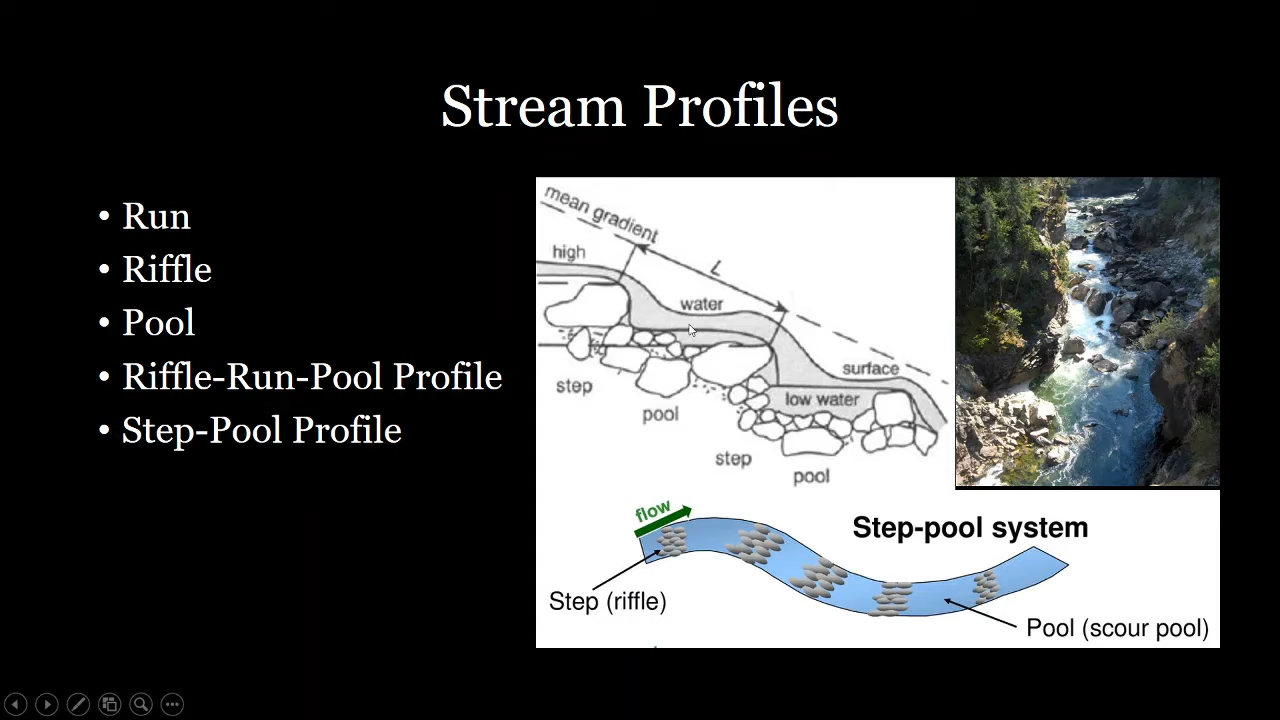 Stream Profiles
• Run
• Riffle
• Pool
• Riffle-Run-Pool Profile
• Step-Pool Profile
mean gradient
high
L
water
surface
step
low water
pool
step
pool
flow
Step-pool system
Step (riffle)
Pool (scour pool)